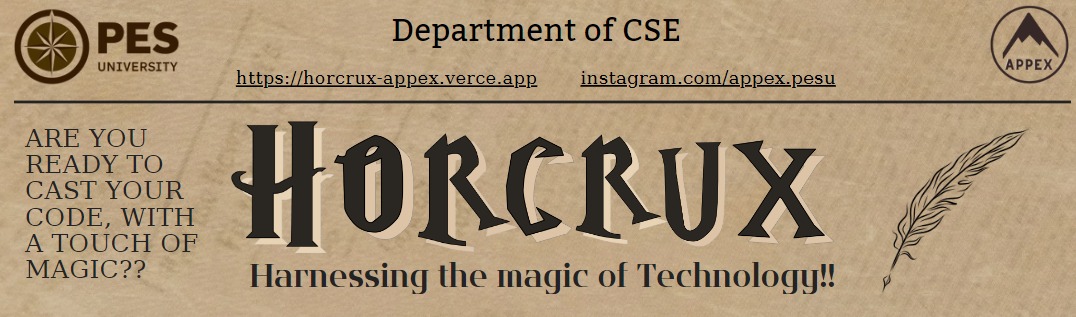 PES
UNIVERSITY
Department of CSE
https://horcrux-appex.verce.app
instagram.com/appex.pesu
APPEX
ARE YOU
READY TO
CAST YOUR
CODE, WITH
A TOUCH OF
MAGIC??
HORCRUX
Harnessing the magic of Technology!!